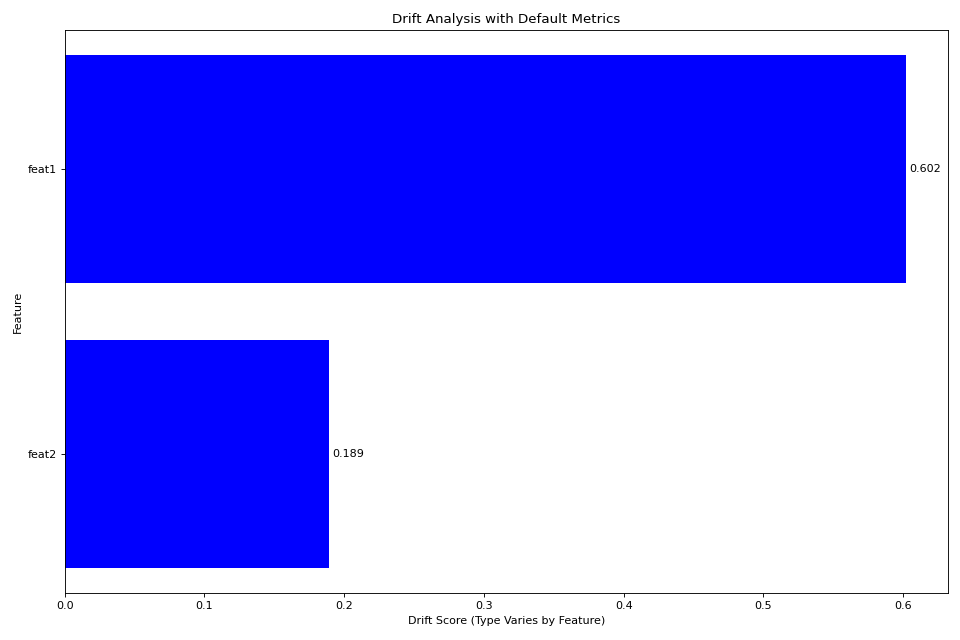 Drift Analysis with Default Metrics
feat1
0.602
Feature
feat2
0.189
0.0 0.1 0.2 0.3 0.4 0.5 0.6
Drift Score (Type Varies by Feature)